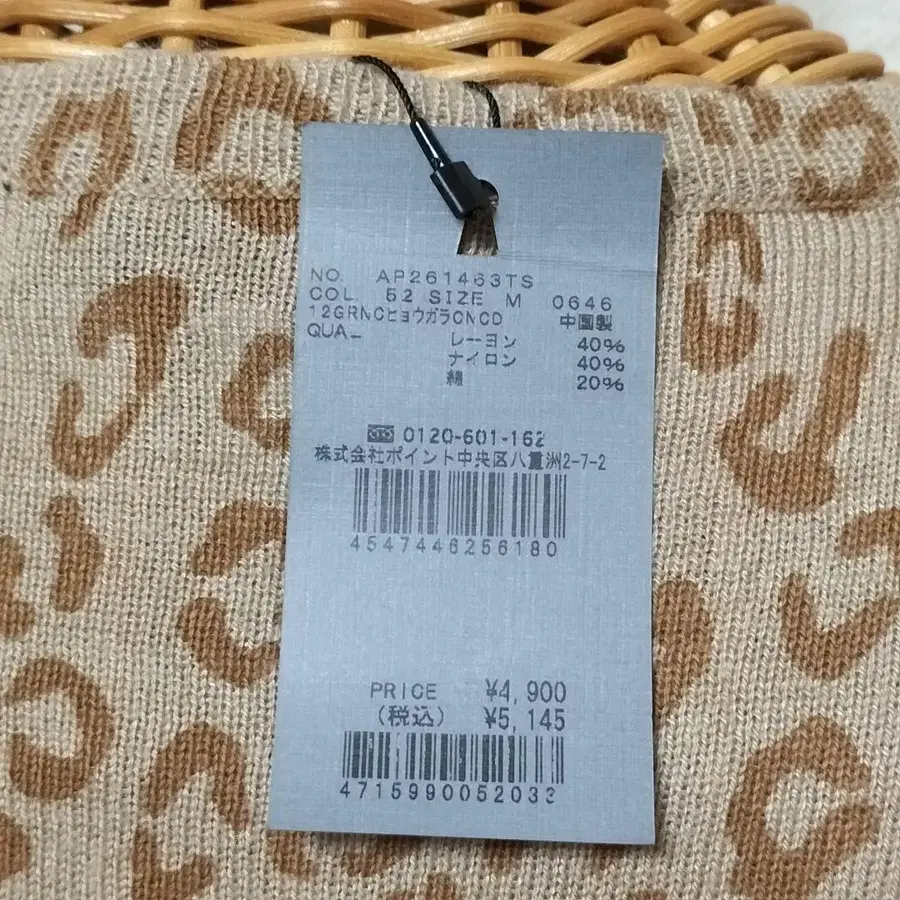 NO. AP261463TS
COL. 52 SIZE M 0646
12GRNCヒョウガラCNCD 中国製
QUAL レーヨン 40%
ナイロン 40%
綿 20%
0120-601-162
株式会社ポイント中央区八重洲2-7-2
4547446256180
PRICE ¥4,900
(税込) ¥5,145
4715990052033